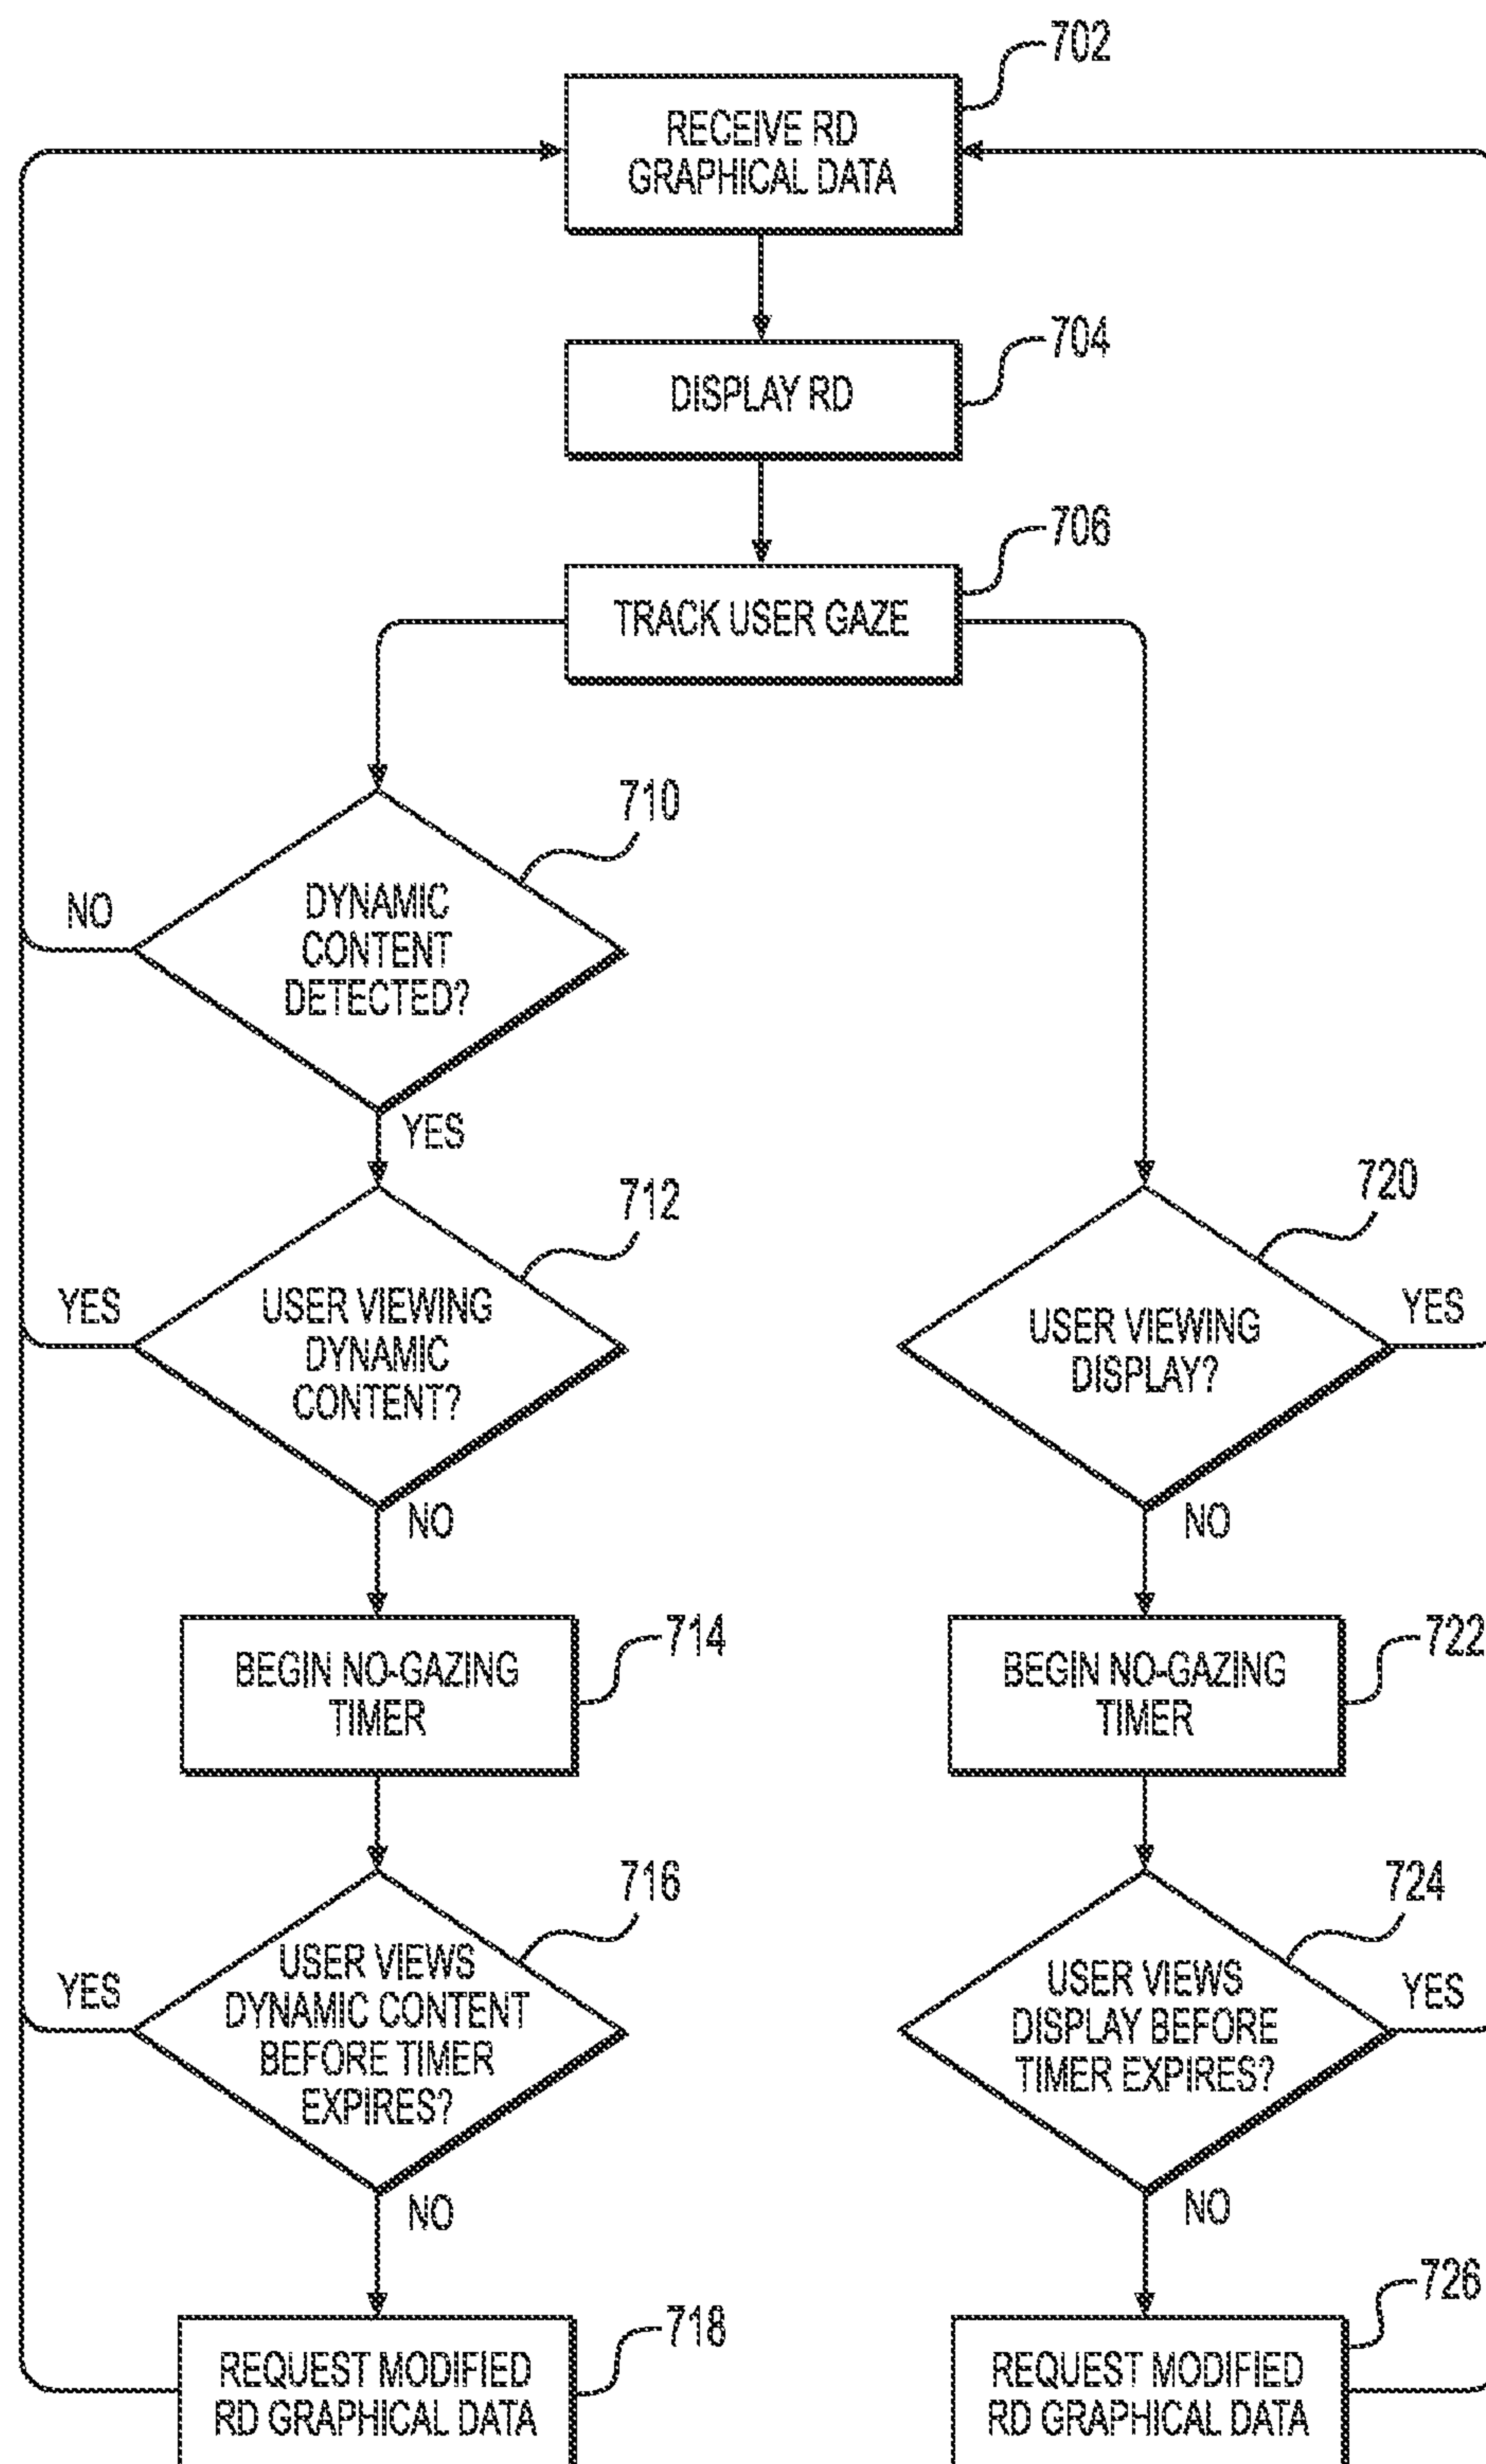 702
RECEIVE RD
GRAPHICAL DATA
704
DISPLAY RD
706
TRACK USER GAZE
710
NO
DYNAMIC
CONTENT
DETECTED?
YES
712
YES
USER VIEWING
DYNAMIC
CONTENT?
NO
714
BEGIN NO-GAZING
TIMER
716
YES
USER VIEWS
DYNAMIC CONTENT
BEFORE TIMER
EXPIRES?
NO
718
REQUEST MODIFIED
RD GRAPHICAL DATA
720
USER VIEWING
DISPLAY?
YES
NO
722
BEGIN NO-GAZING
TIMER
724
USER VIEWS
DISPLAY BEFORE
TIMER EXPIRES?
YES
NO
726
REQUEST MODIFIED
RD GRAPHICAL DATA